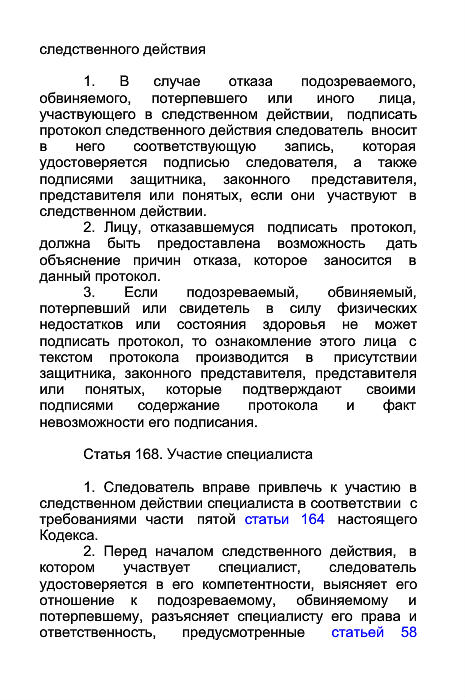 следственного действия
1. В случае отказа подозреваемого,
обвиняемого, потерпевшего или иного лица,
участвующего в следственном действии, подписать
протокол следственного действия следователь вносит
в него соответствующую запись, которая
удостоверяется подписью следователя, а также
подписями защитника, законного представителя,
представителя или понятых, если они участвуют в
следственном действии.
2. Лицу, отказавшемуся подписать протокол,
должна быть предоставлена возможность дать
объяснение причин отказа, которое заносится в
данный протокол.
3. Если подозреваемый, обвиняемый,
потерпевший или свидетель в силу физических
недостатков или состояния здоровья не может
подписать протокол, то ознакомление этого лица с
текстом протокола производится в присутствии
защитника, законного представителя, представителя
или понятых, которые подтверждают своими
подписями содержание протокола и факт
невозможности его подписания.
Статья 168. Участие специалиста
1. Следователь вправе привлечь к участию в
следственном действии специалиста в соответствии с
требованиями части пятой статьи 164 настоящего
Кодекса.
2. Перед началом следственного действия, в
котором участвует специалист, следователь
удостоверяется в его компетентности, выясняет его
отношение к подозреваемому, обвиняемому и
потерпевшему, разъясняет специалисту его права и
ответственность, предусмотренные статьей 58